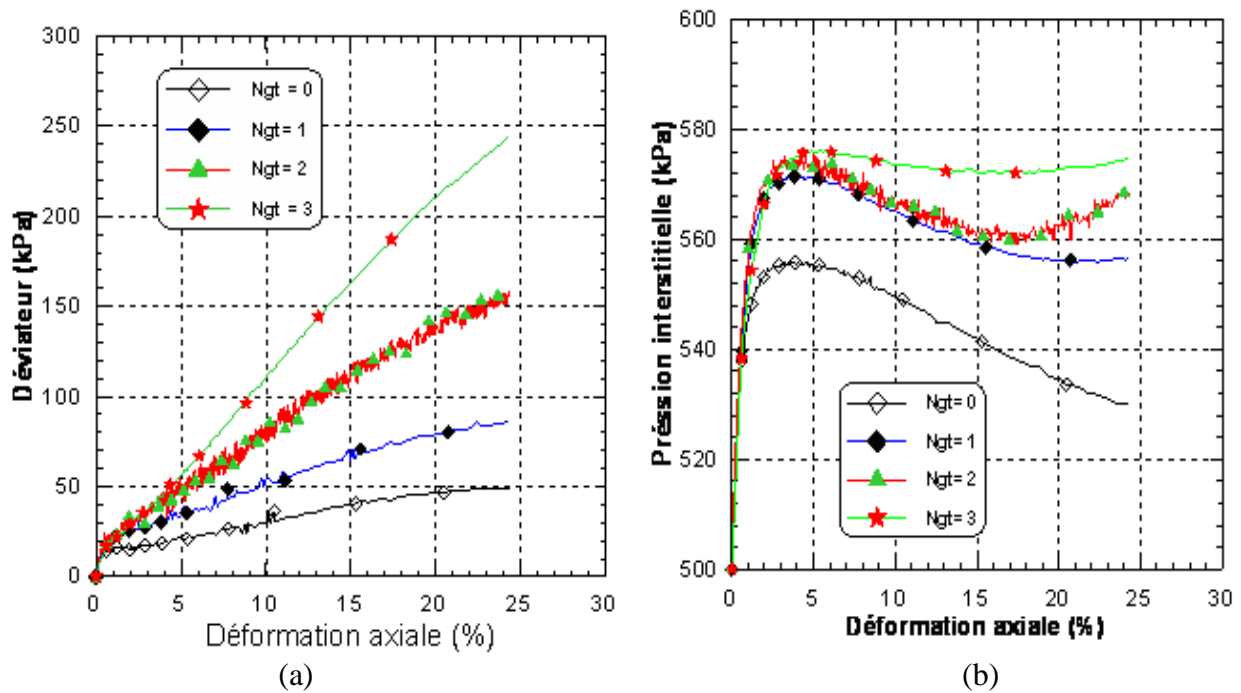 300
250
200
150
100
50
0
Déviateur (kPa)
Ngt = 0
Ngt= 1
Ngt = 2
Ngt = 3
0 5 10 15 20 25 30
Déformation axiale (%)
(a)
600
580
560
540
520
500
Préssion interstitielle (kPa)
Ngt= 0
Ngt= 1
Ngt = 2
Ngt= 3
0 5 10 15 20 25 30
Déformation axiale (%)
(b)